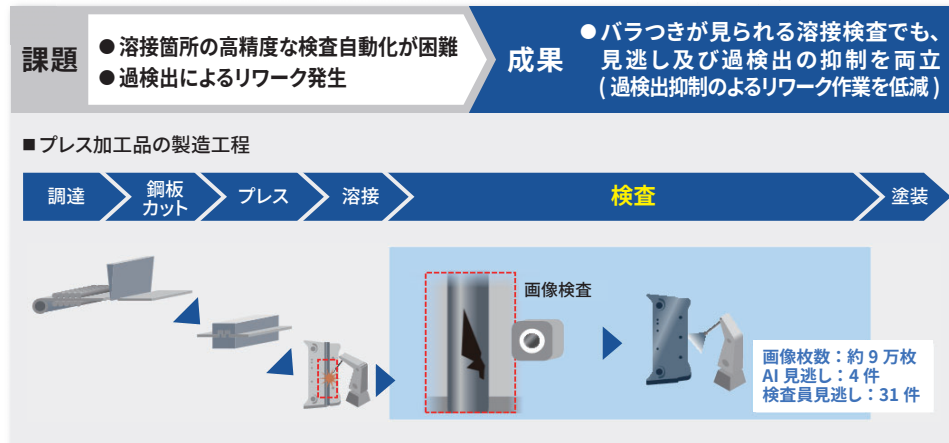 課題
● 溶接箇所の高精度な検査自動化が困難
● 過検出によるリワーク発生
成果
● バラつきが見られる溶接検査でも、
見逃し及び過検出の抑制を両立
(過検出抑制のよるリワーク作業を低減)
■ プレス加工品の製造工程
調達
鋼板
カット
プレス
溶接
検査
塗装
画像検査
画像枚数：約 9 万枚
AI 見逃し：4 件
検査員見逃し：31 件